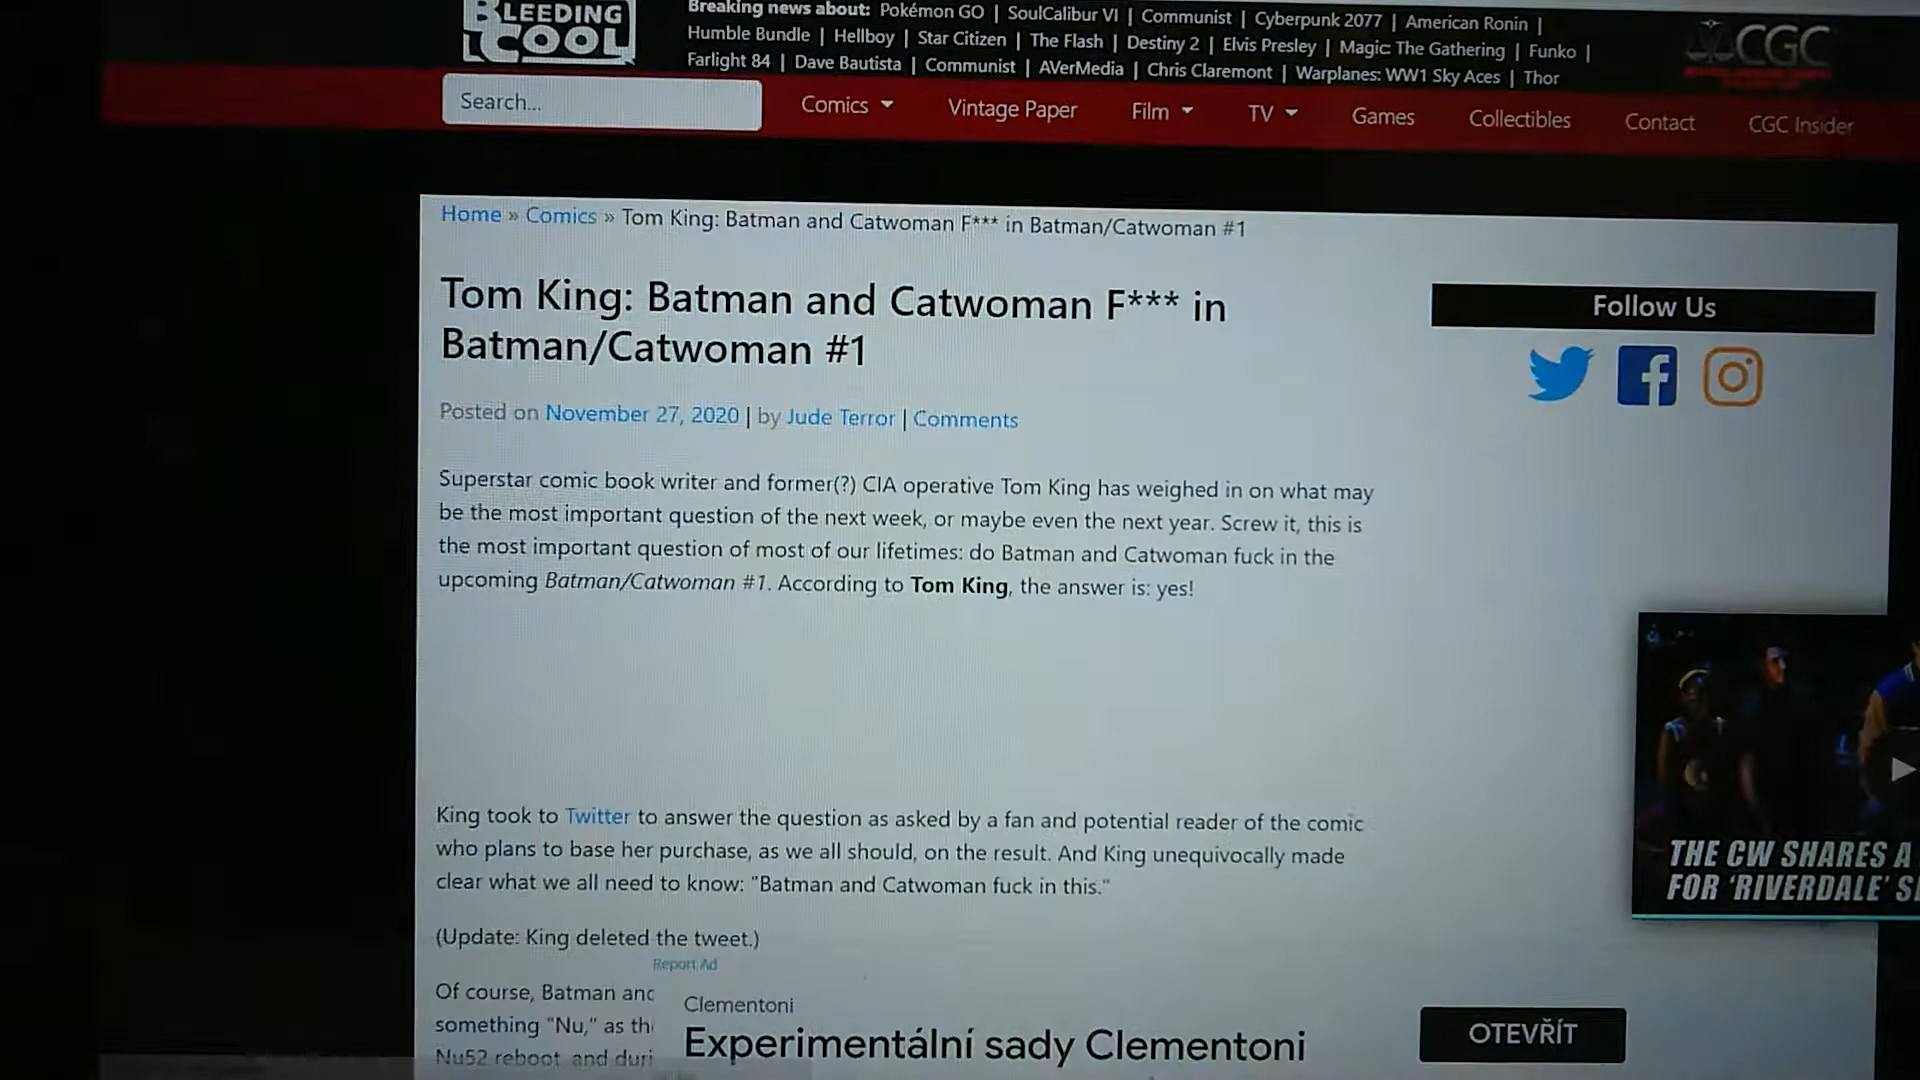 BLEEDING
COOL
Breaking news about: Pokémon GO | SoulCalibur VI | Communist | Cyberpunk 2077 | American Ronin |
Humble Bundle | Hellboy | Star Citizen | The Flash | Destiny 2 | Elvis Presley | Magic: The Gathering | Funko |
Farlight 84 | Dave Bautista | Communist | AVerMedia | Chris Claremont | Warplanes: WW1 Sky Aces | Thor
CGC
Search...
Comics
Vintage Paper
Film
TV
Games
Collectibles
Contact
CGC Insider
Home » Comics » Tom King: Batman and Catwoman F*** in Batman/Catwoman #1
Tom King: Batman and Catwoman F*** in
Batman/Catwoman #1
Posted on November 27, 2020 | by Jude Terror | Comments
Superstar comic book writer and former(?) CIA operative Tom King has weighed in on what may
be the most important question of the next week, or maybe even the next year. Screw it, this is
the most important question of most of our lifetimes: do Batman and Catwoman fuck in the
upcoming Batman/Catwoman #1. According to Tom King, the answer is: yes!
Follow Us
King took to Twitter to answer the question as asked by a fan and potential reader of the comic
who plans to base her purchase, as we all should, on the result. And King unequivocally made
clear what we all need to know: "Batman and Catwoman fuck in this."
THE CW SHARES A
FOR 'RIVERDALE'
(Update: King deleted the tweet.)
Report Ad
Of course, Batman and
something "Nu," as
Nu52 reboot, and
Clementoni
Experimentální sady Clementoni
OTEVŘÍT